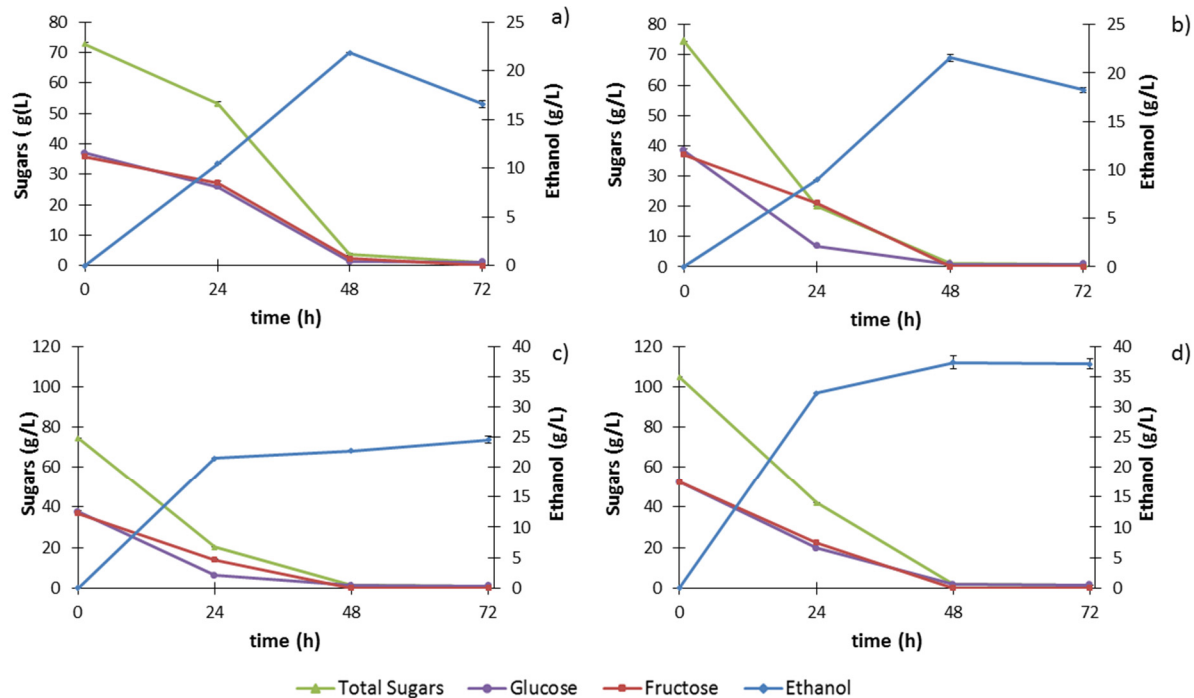 a)
80
70
60
50
40
30
20
10
0
Sugars ( g(L)
25
20
15
10
5
0
Ethanol (g/L)
0 24 48 72
time (h)
b)
80
70
60
50
40
30
20
10
0
Sugars (g/L)
25
20
15
10
5
0
Ethanol (g/L)
0 24 48 72
time (h)
c)
120
100
80
60
40
20
0
Sugars (g/L)
40
35
30
25
20
15
10
5
0
Ethanol (g/L)
0 24 48 72
time (h)
d)
120
100
80
60
40
20
0
Sugars (g/L)
40
35
30
25
20
15
10
5
0
Ethanol (g/L)
0 24 48 72
time (h)
Total Sugars Glucose Fructose Ethanol